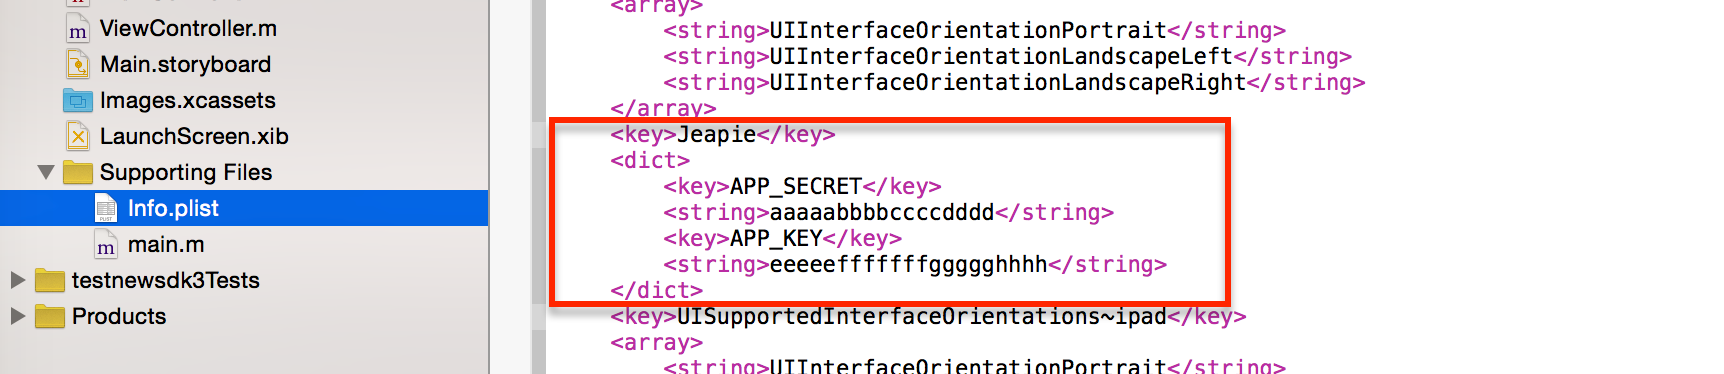 ViewController.m
Main.storyboard
Images.xcassets
LaunchScreen.xib
Supporting Files
Info.plist
main.m
testnewsdk3Tests
Products
<array>
<string>UIInterfaceOrientationPortrait</string>
<string>UIInterfaceOrientationLandscapeLeft</string>
<string>UIInterfaceOrientationLandscapeRight</string>
</array>
<key>Jeapie</key>
<dict>
<key>APP_SECRET</key>
<string>aaaaabbbbccccdddd</string>
<key>APP_KEY</key>
<string>eeeeefffffffggggghhhh</string>
</dict>
<key>UISupportedInterfaceOrientations~ipad</key>
<array>
<string>UIInterfaceOrientationPortrait</string>